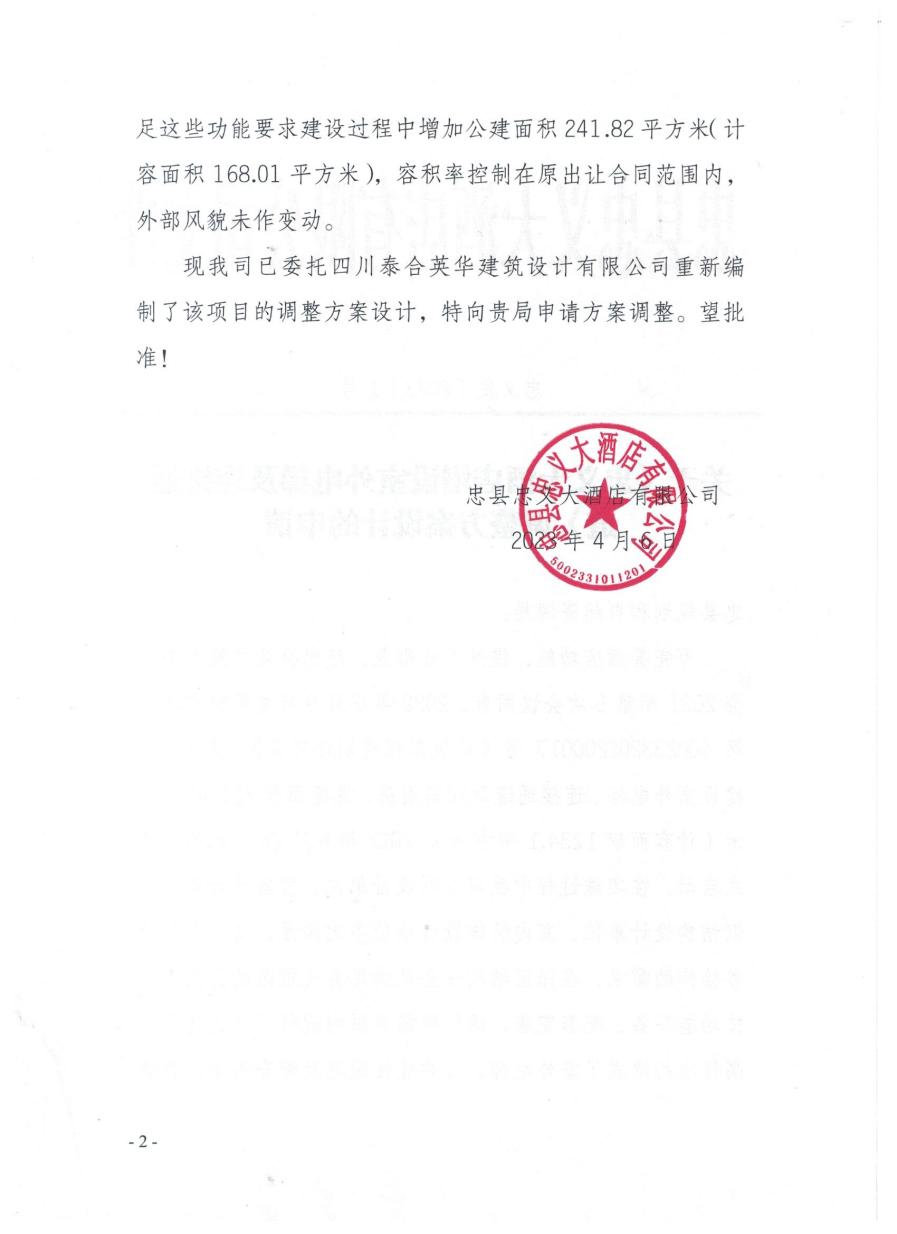 足这些功能要求建设过程中增加公建面积 241.82 平方米（计
容面积 168.01 平方米），容积率控制在原出让合同范围内，
外部风貌未作变动。
现我司已委托四川泰合英华建筑设计有限公司重新编
制了该项目的调整方案设计，特向贵局申请方案调整。望批
准！
忠县忠义大酒店有限公司
忠县忠义大酒店有限公司
2023 年 4 月 6 日
5002331011201
- 2 -